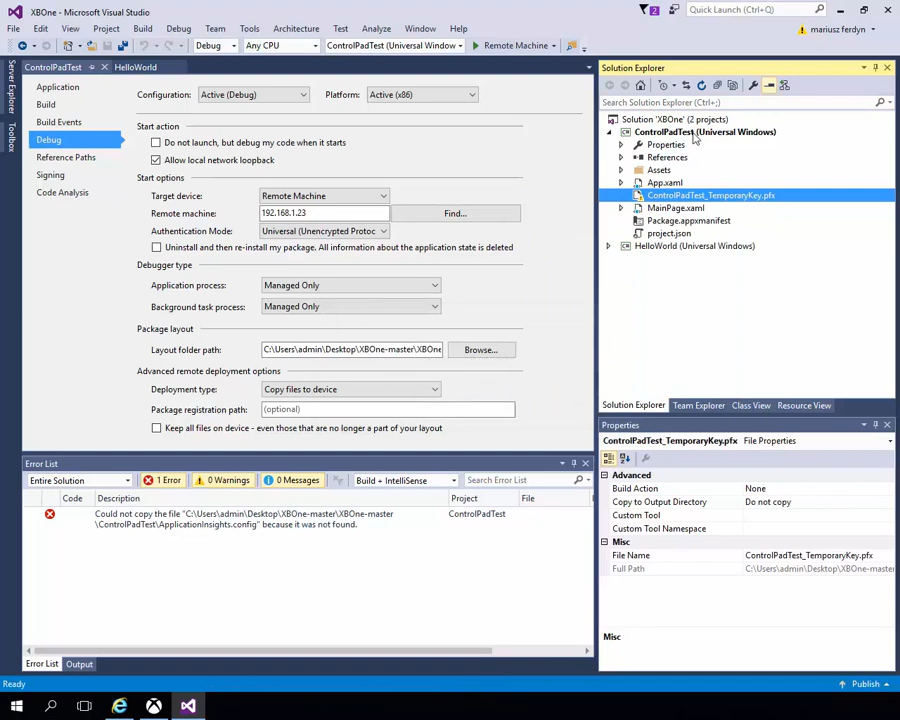 XBOne - Microsoft Visual Studio
2
Quick Launch (Ctrl+Q)
File Edit View Project Build Debug Team Tools Architecture Test Analyze Window Help
mariusz ferdyn
Debug Any CPU ControlPadTest (Universal Window Remote Machine
Server Explorer
Toolbox
ControlPadTest HelloWorld
Application
Build
Build Events
Debug
Reference Paths
Signing
Code Analysis
Configuration: Active (Debug) Platform: Active (x86)
Start action
Do not launch, but debug my code when it starts
Allow local network loopback
Start options
Target device: Remote Machine
Remote machine: 192.168.1.23 Find...
Authentication Mode: Universal (Unencrypted Protoc
Uninstall and then re-install my package. All information about the application state is deleted
Debugger type
Application process: Managed Only
Background task process: Managed Only
Package layout
Layout folder path: C:\Users\admin\Desktop\XBOne-master\XBOne Browse...
Advanced remote deployment options
Deployment type: Copy files to device
Package registration path: (optional)
Keep all files on device - even those that are no longer a part of your layout
Solution Explorer
Search Solution Explorer (Ctrl+;)
Solution 'XBOne' (2 projects)
ControlPadTest (Universal Windows)
Properties
References
Assets
App.xaml
ControlPadTest_TemporaryKey.pfx
MainPage.xaml
Package.appxmanifest
project.json
HelloWorld (Universal Windows)
Solution Explorer Team Explorer Class View Resource View
Properties
ControlPadTest_TemporaryKey.pfx File Properties
Advanced
Build Action None
Copy to Output Directory Do not copy
Custom Tool
Custom Tool Namespace
Misc
File Name ControlPadTest_TemporaryKey.pfx
Full Path C:\Users\admin\Desktop\XBOne-master
Misc
Error List
Entire Solution 1 Error 0 Warnings 0 Messages Build + IntelliSense Search Error List
Code Description Project File
Could not copy the file "C:\Users\admin\Desktop\XBOne-master\XBOne-master ControlPadTest
\ControlPadTest\ApplicationInsights.config" because it was not found.
Error List Output
Ready Publish